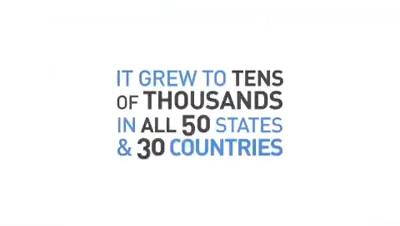 IT GREW TO TENS
OF THOUSANDS
IN ALL 50 STATES
& 30 COUNTRIES